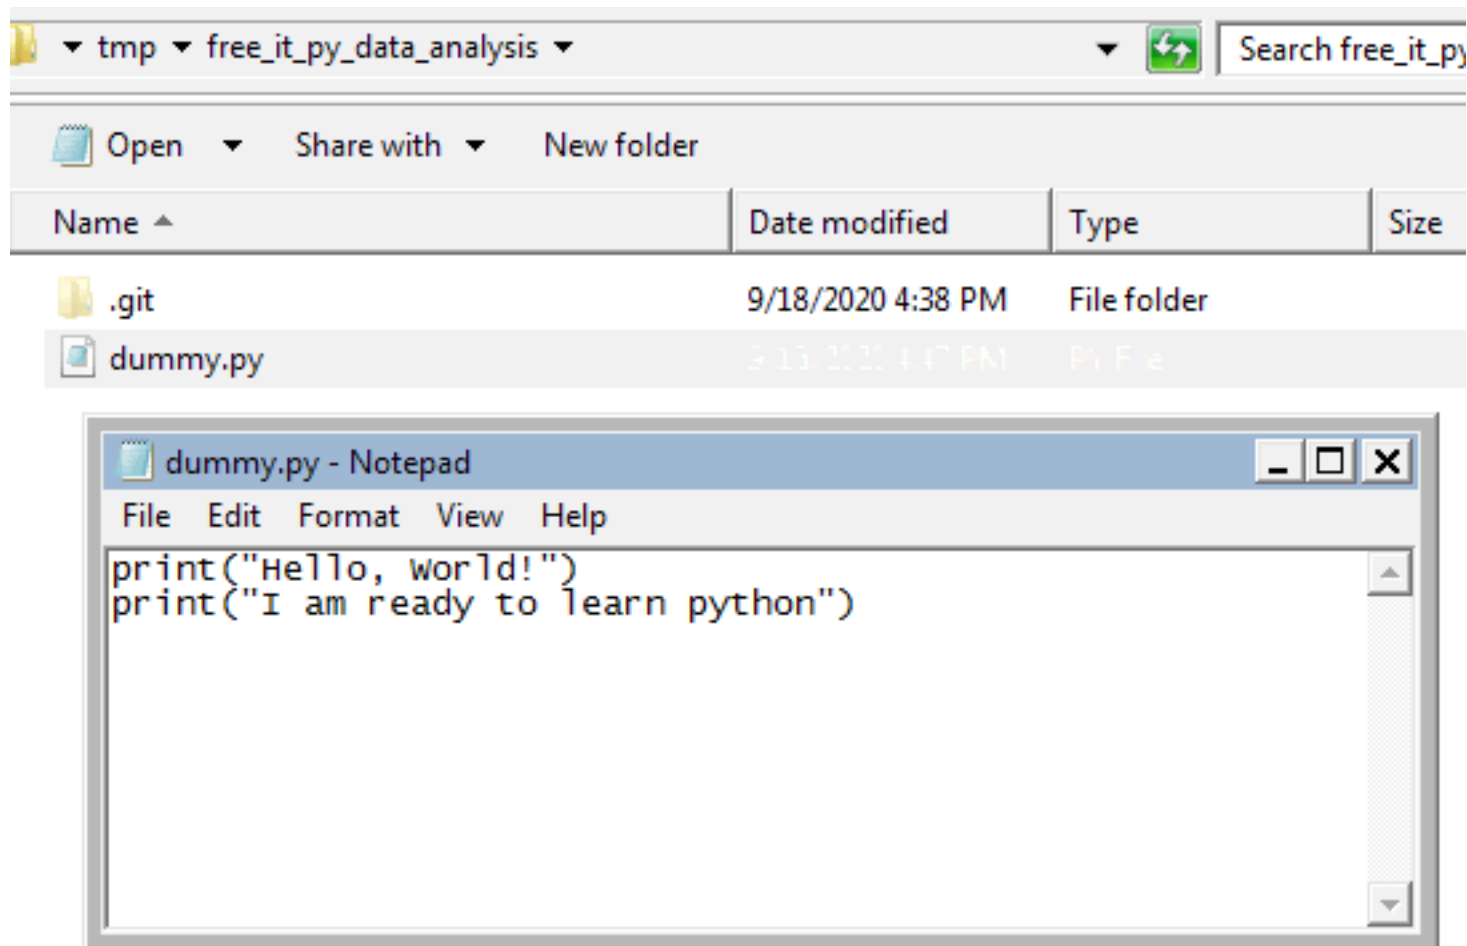 tmp free_it_py_data_analysis Search free_it_py
Open Share with New folder
Name Date modified Type Size
.git 9/18/2020 4:38 PM File folder
dummy.py PM
dummy.py - Notepad
File Edit Format View Help
print("Hello, World!")
print("I am ready to learn python")